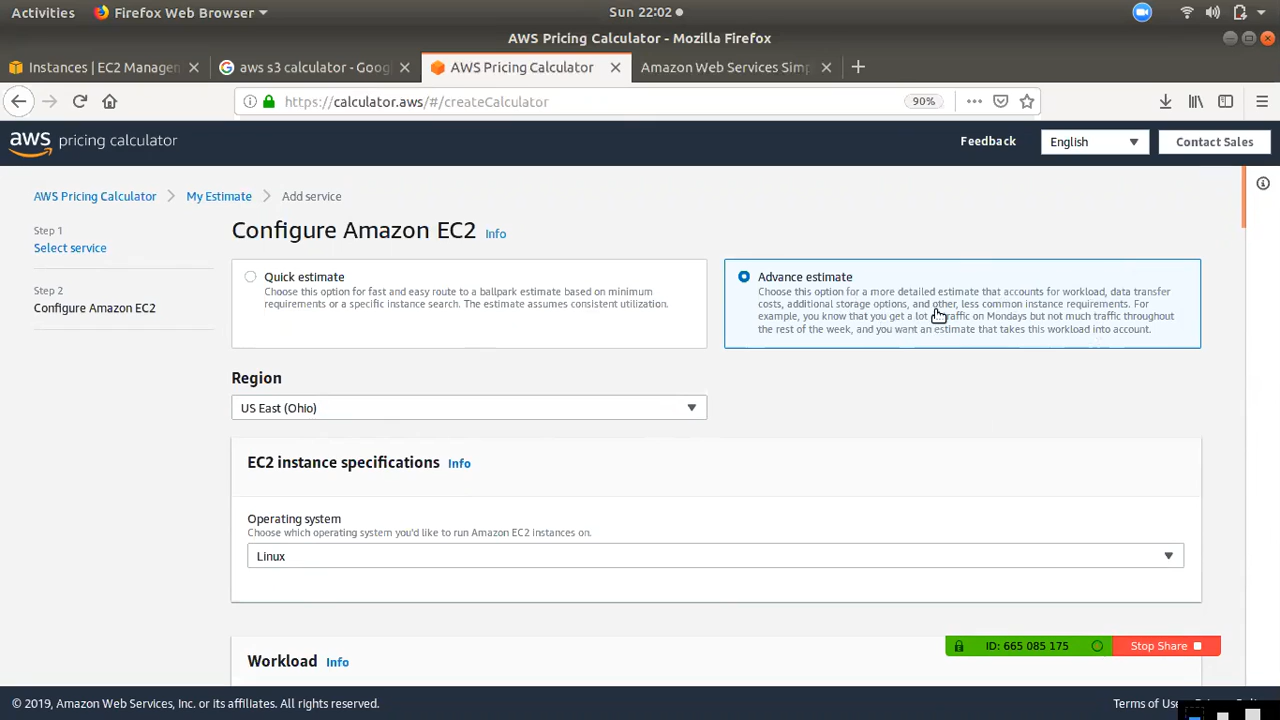 Activities
Firefox Web Browser
Sun 22:02
AWS Pricing Calculator - Mozilla Firefox
Instances | EC2 Manage
aws s3 calculator - Goog
AWS Pricing Calculator
Amazon Web Services Simp
https://calculator.aws/#/createCalculator
90%
aws pricing calculator
Feedback
English
Contact Sales
AWS Pricing Calculator
My Estimate
Add service
Step 1
Select service
Step 2
Configure Amazon EC2
Configure Amazon EC2 Info
Quick estimate
Choose this option for fast and easy route to a ballpark estimate based on minimum
requirements or a specific instance search. The estimate assumes consistent utilization.
Advance estimate
Choose this option for a more detailed estimate that accounts for workload, data transfer
costs, additional storage options, and other, less common instance requirements. For
example, you know that you get a lot traffic on Mondays but not much traffic throughout
the rest of the week, and you want an estimate that takes this workload into account.
Region
US East (Ohio)
EC2 instance specifications Info
Operating system
Choose which operating system you'd like to run Amazon EC2 instances on.
Linux
Workload Info
ID: 665 085 175
Stop Share
© 2019, Amazon Web Services, Inc. or its affiliates. All rights reserved.
Terms of Use